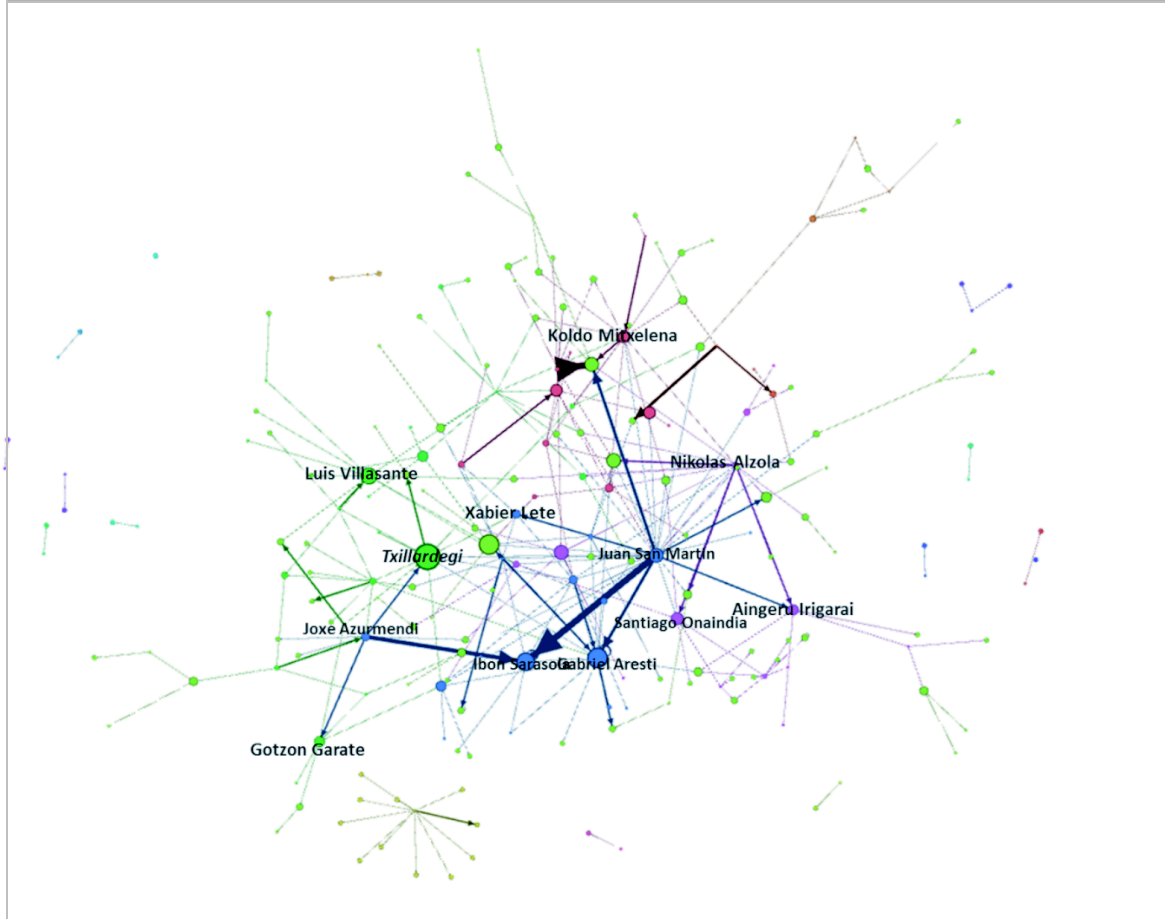 Koldo Mitxelena
Nikolas Alzola
Luis Villasante
Xabier Lete
Juan San Martin
Txillardegi
Aingeru Irigarai
Santiago Onaindia
Joxe Azurmendi
Ibon Sarasola
Gabriel Aresti
Gotzon Garate